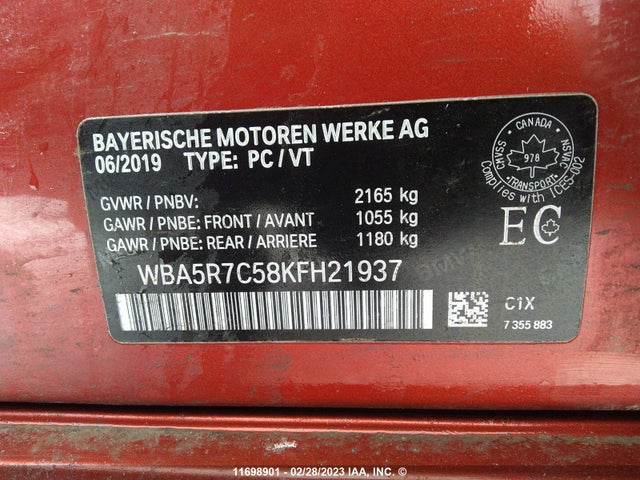 BAYERISCHE MOTOREN WERKE AG
06/2019 TYPE: PC / VT
GVWR / PNBV: 2165 kg
GAWR / PNBE: FRONT / AVANT 1055 kg
GAWR / PNBE: REAR / ARRIERE 1180 kg
WBA5R7C58KFH21937
CANADA
CMVSS
NSVAC
978
TRANSPORT
Complies with ICES-002
EC
C1X
7 355 883
11698901 - 02/28/2023 IAA, INC. ©